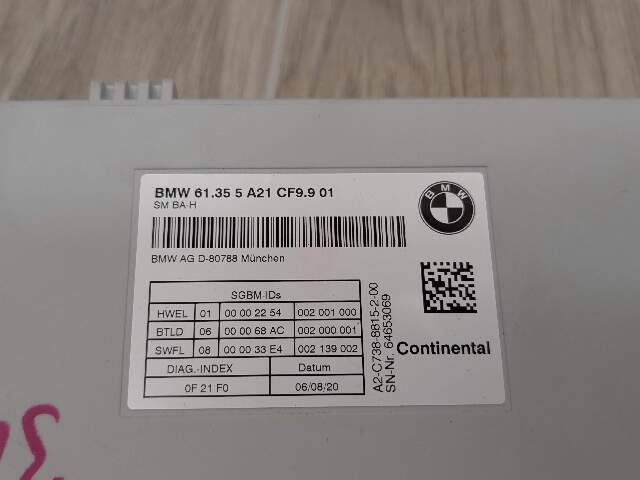 BMW 61.35 5 A21 CF9.9 01
SM BA-H
BMW AG D-80788 München
BMW
SGBM-IDs
HWEL 01 00 00 22 54 002 001 000
BTLD 06 00 00 68 AC 002 000 001
SWFL 08 00 00 33 E4 002 139 002
DIAG.-INDEX Datum
0F 21 F0 06/08/20
A2-C738-8815-2-00
SN-Nr. 64653069
Continental